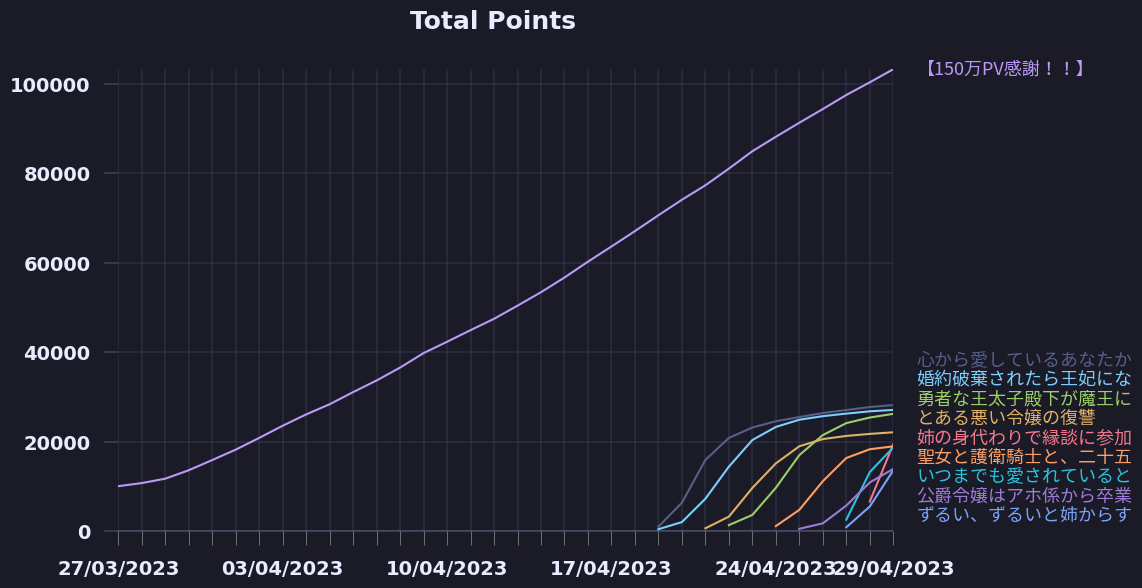 Total Points
100000
80000
60000
40000
20000
0
27/03/2023
03/04/2023
10/04/2023
17/04/2023
24/04/2023
29/04/2023
【150万PV感謝！！】
心から愛しているあなたか
婚約破棄されたら王妃にな
勇者な王太子殿下が魔王に
とある悪い令嬢の復讐
姉の身代わりで縁談に参加
聖女と護衛騎士と、二十五
いつまでも愛されていると
公爵令嬢はアホ係から卒業
ずるい、ずるいと姉からす